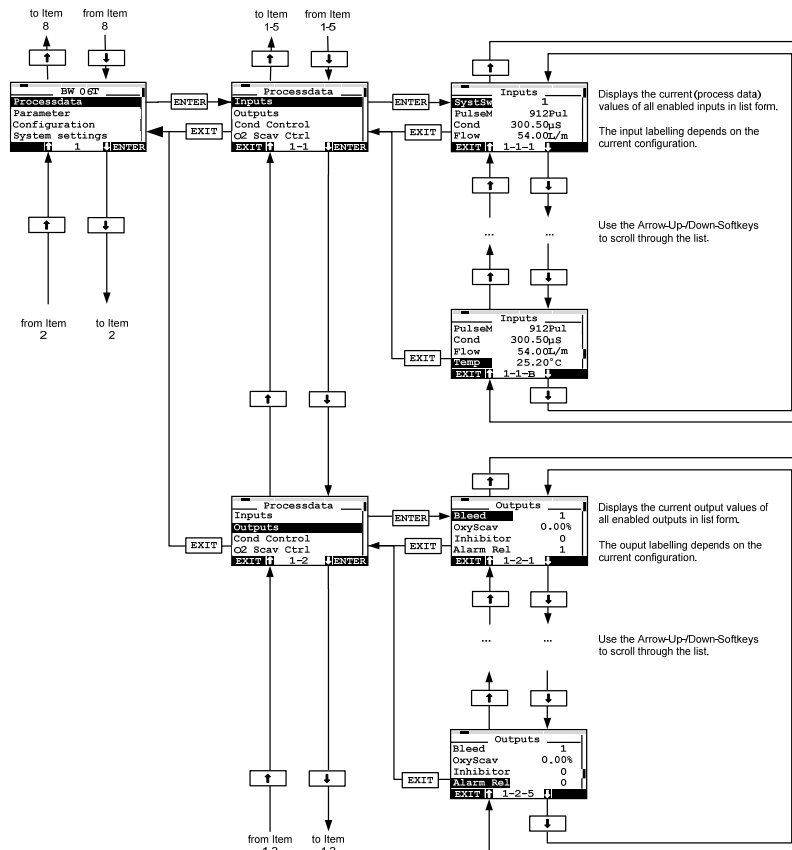 to Item
8
from Item
8
to Item
1-5
from Item
1-5
BW 06T
Processdata
Parameter
Configuration
System settings
1 ENTER
ENTER
EXIT
Processdata
Inputs
Outputs
Cond Control
O2 Scav Ctrl
EXIT 1-1 ENTER
ENTER
EXIT
Inputs
SystSw 1
PulseM 912Pul
Cond 300.50µS
Flow 54.00L/m
EXIT 1-1-1
Displays the current (process data)
values of all enabled inputs in list form.
The input labelling depends on the
current configuration.
... ...
Use the Arrow-Up-/Down-Softkeys
to scroll through the list.
from Item
2
to Item
2
Inputs
PulseM 912Pul
Cond 300.50µS
Flow 54.00L/m
Temp 25.20°C
EXIT 1-1-B
EXIT
Processdata
Inputs
Outputs
Cond Control
O2 Scav Ctrl
EXIT 1-2 ENTER
EXIT
ENTER
EXIT
Outputs
Bleed 1
OxyScav 0.00%
Inhibitor 0
Alarm Rel 1
EXIT 1-2-1
Displays the current output values of
all enabled outputs in list form.
The ouput labelling depends on the
current configuration.
... ...
Use the Arrow-Up-/Down-Softkeys
to scroll through the list.
Outputs
Bleed 1
OxyScav 0.00%
Inhibitor 0
Alarm Rel 0
EXIT 1-2-5
EXIT
from Item
1-3
to Item
1-3